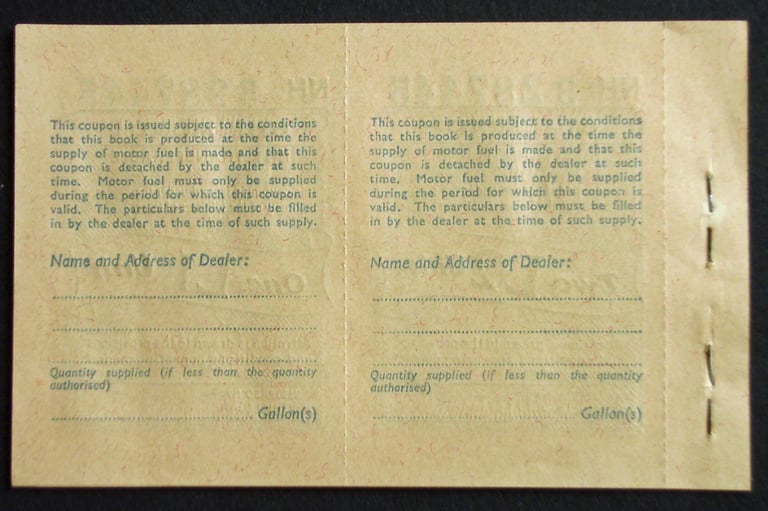 This coupon is issued subject to the conditions
that this book is produced at the time the
supply of motor fuel is made and that this
coupon is detached by the dealer at such
time. Motor fuel must only be supplied
during the period for which this coupon is
valid. The particulars below must be filled
in by the dealer at the time of such supply.
Name and Address of Dealer:
Quantity supplied (if less than the quantity
authorised)
Gallon(s)
This coupon is issued subject to the conditions
that this book is produced at the time the
supply of motor fuel is made and that this
coupon is detached by the dealer at such
time. Motor fuel must only be supplied
during the period for which this coupon is
valid. The particulars below must be filled
in by the dealer at the time of such supply.
Name and Address of Dealer:
Quantity supplied (if less than the quantity
authorised)
Gallon(s)